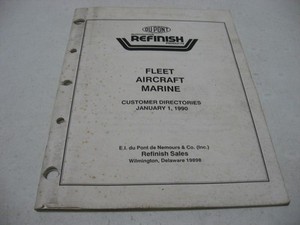 DU PONT
REFINISH
FLEET
AIRCRAFT
MARINE
CUSTOMER DIRECTORIES
JANUARY 1, 1990
E.I. du Pont de Nemours & Co. (Inc.)
Refinish Sales
Wilmington, Delaware 19898